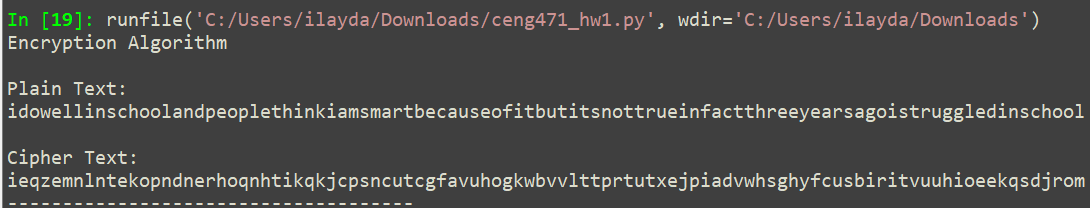 In [19]: runfile('C:/Users/ilayda/Downloads/ceng471_hw1.py', wdir='C:/Users/ilayda/Downloads')
Encryption Algorithm
Plain Text:
idowellinschoolandpeoplethinkiamsmartbecauseofitbutitsnottrueinfactthreeyearsagoistruggledinschool
Cipher Text:
ieqzemnlntekopndnerhoqnhtikqkjcpsncutcgfavuhogkwbvvlttprtutxejpiadvwhsghyfcusbiritvuuhioeekqsdjrom
--------------------------------------